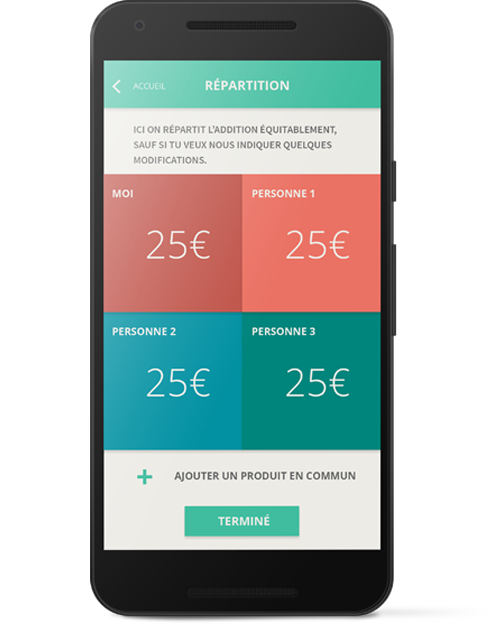 ACCUEIL
RÉPARTITION
ICI ON RÉPARTIT L'ADDITION ÉQUITABLEMENT,
SAUF SI TU VEUX NOUS INDIQUER QUELQUES
MODIFICATIONS.
MOI
25€
PERSONNE 1
25€
PERSONNE 2
25€
PERSONNE 3
25€
+ AJOUTER UN PRODUIT EN COMMUN
TERMINÉ